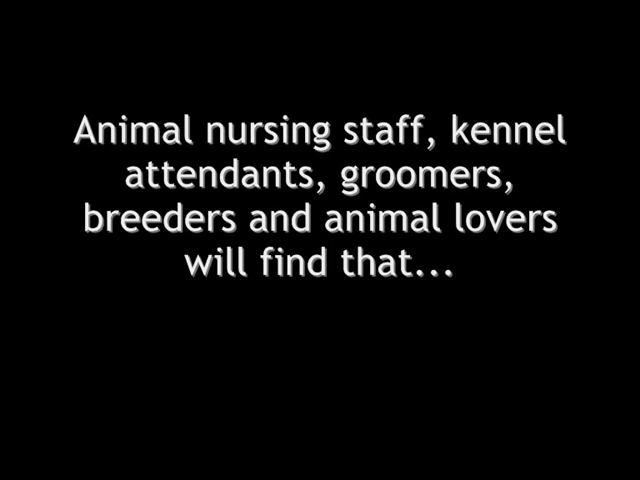 Animal nursing staff, kennel
attendants, groomers,
breeders and animal lovers
will find that...